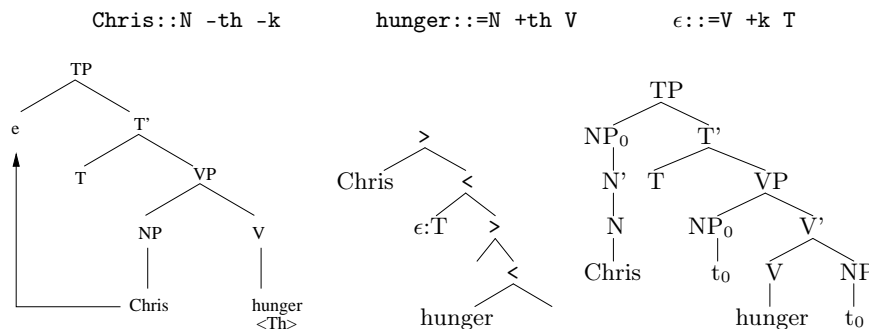 Chris::N -th -k hunger::=N +th V ϵ::=V +k T
TP
e T'
T VP
NP V
Chris hunger
<Th>
>
Chris <
ϵ:T >
<
hunger
TP
NP₀ T'
N' T VP
N NP₀ V'
Chris t₀ V NP
hunger t₀